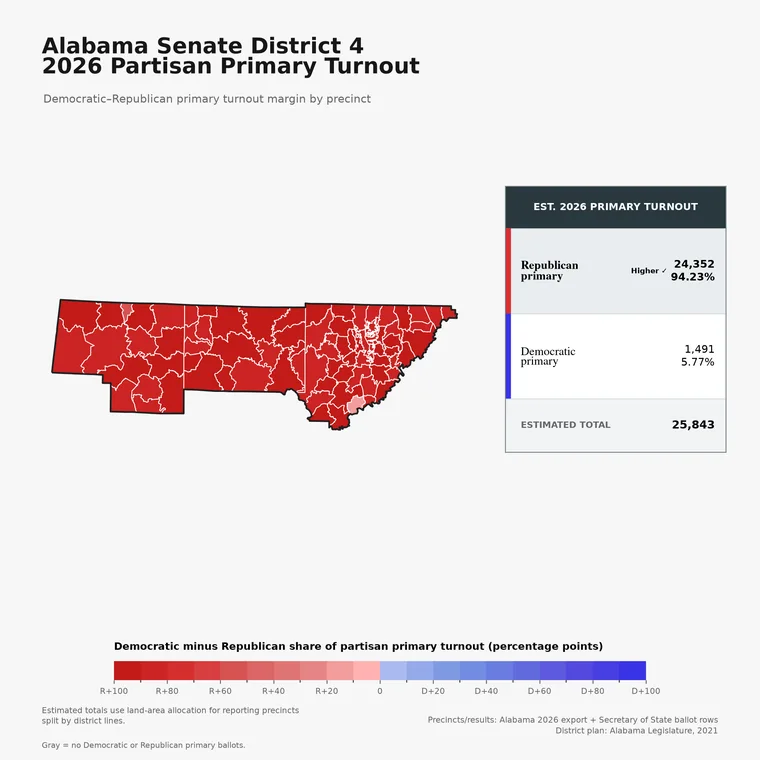 Alabama Senate District 4
2026 Partisan Primary Turnout
Democratic–Republican primary turnout margin by precinct
EST. 2026 PRIMARY TURNOUT
Republican
primary
Higher ✓
24,352
94.23%
Democratic
primary
1,491
5.77%
ESTIMATED TOTAL
25,843
Democratic minus Republican share of partisan primary turnout (percentage points)
R+100 R+80 R+60 R+40 R+20 0 D+20 D+40 D+60 D+80 D+100
Estimated totals use land-area allocation for reporting precincts
split by district lines.
Gray = no Democratic or Republican primary ballots.
Precincts/results: Alabama 2026 export + Secretary of State ballot rows
District plan: Alabama Legislature, 2021